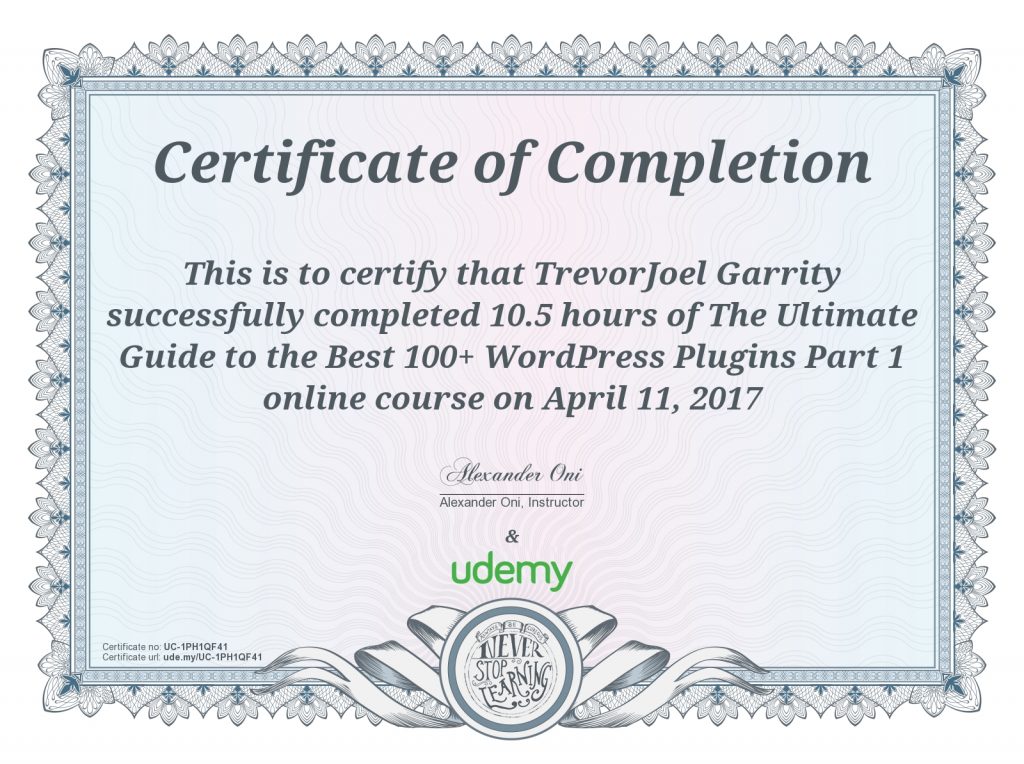 Certificate of Completion
This is to certify that TrevorJoel Garrity
successfully completed 10.5 hours of The Ultimate
Guide to the Best 100+ WordPress Plugins Part 1
online course on April 11, 2017
Alexander Oni
Alexander Oni, Instructor
&
udemy
Certificate no: UC-1PH1QF41
Certificate url: ude.my/UC-1PH1QF41
NEVER
STOP
LEARNING